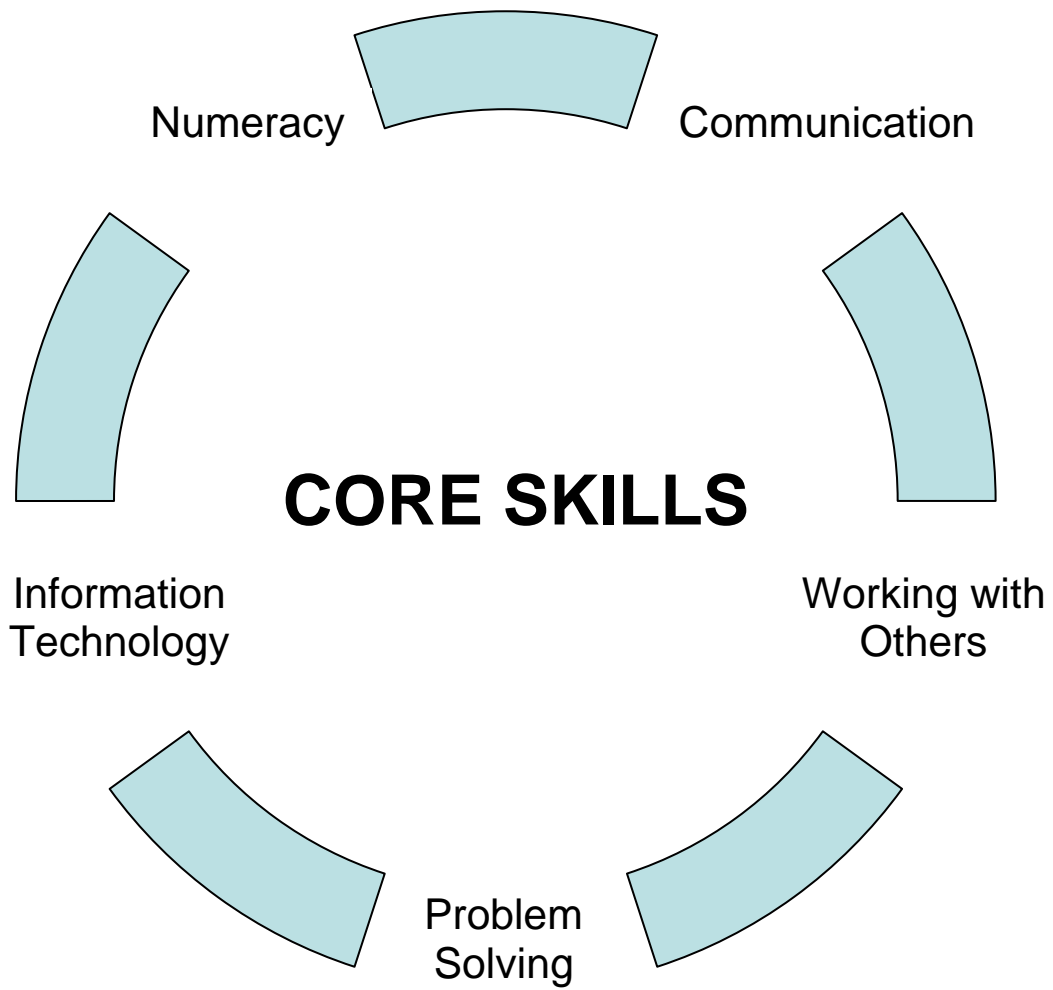 Numeracy
Communication
CORE SKILLS
Information
Technology
Working with
Others
Problem
Solving